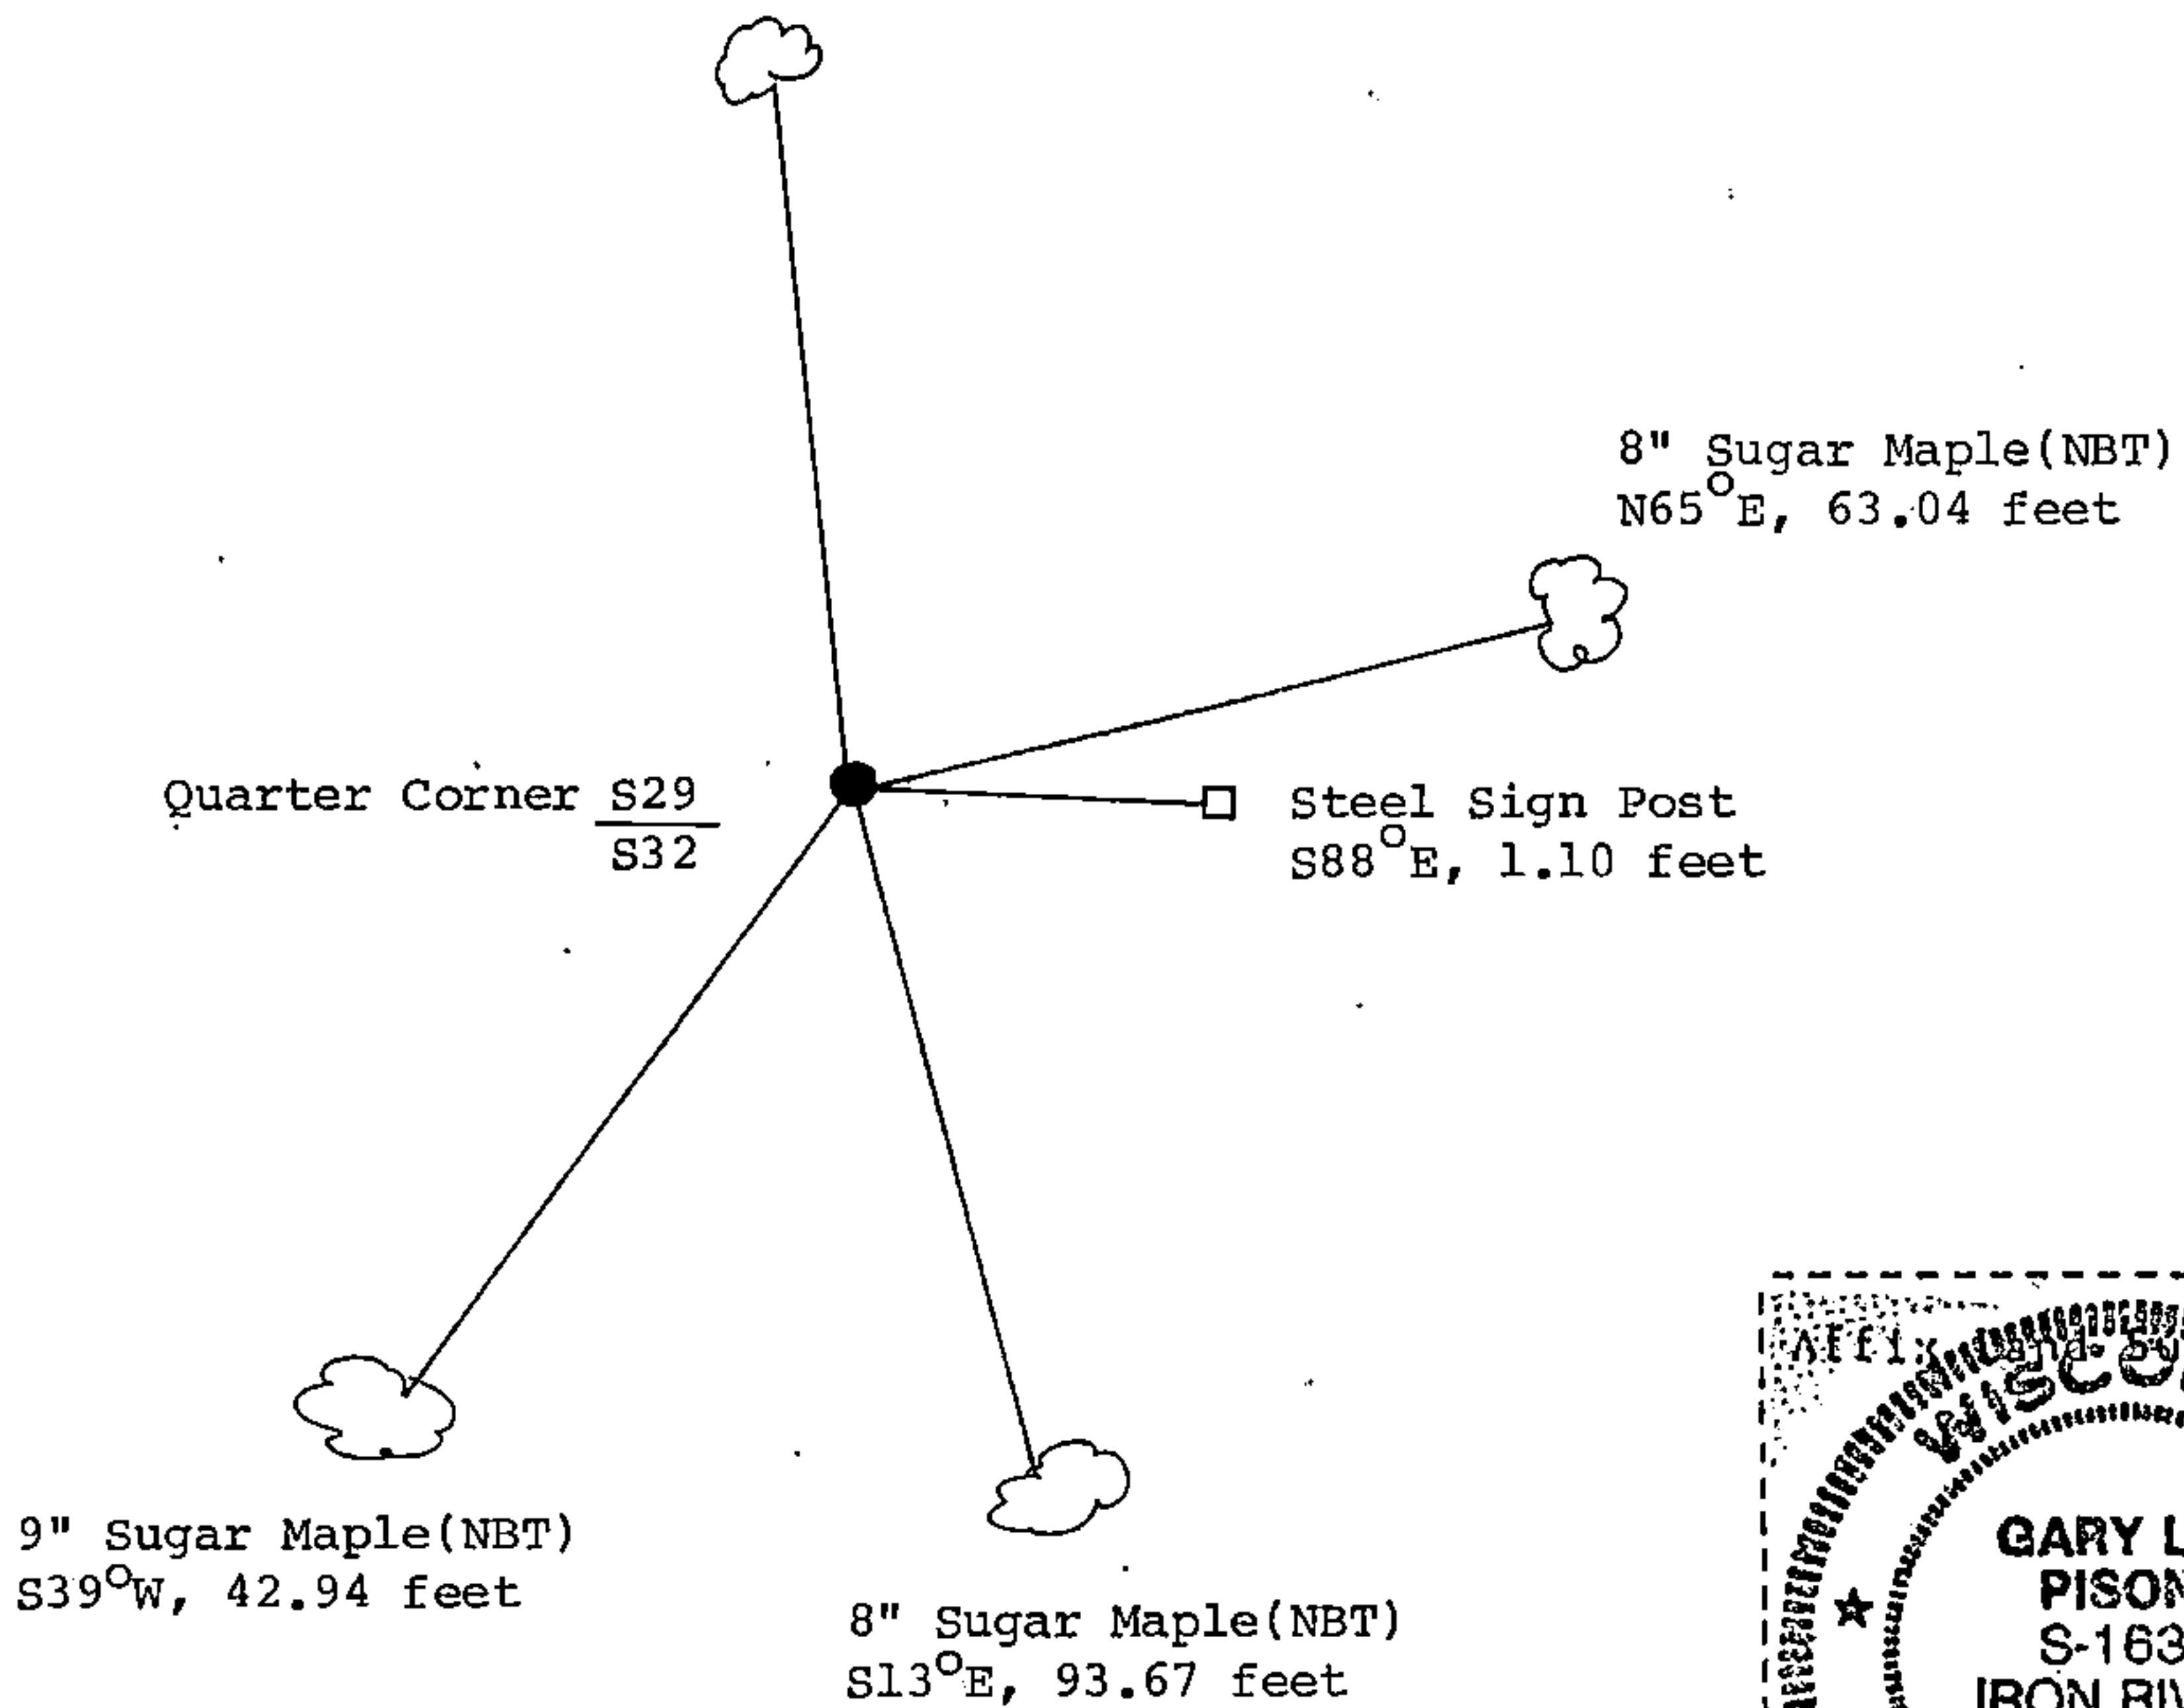 8" Sugar Maple(NBT)
N65°E, 63.04 feet
Quarter Corner S29
S32
Steel Sign Post
S88°E, 1.10 feet
9" Sugar Maple(NBT)
S39°W, 42.94 feet
8" Sugar Maple(NBT)
S13°E, 93.67 feet
Affix
GARY L
PISON
S-163
IRON RIV